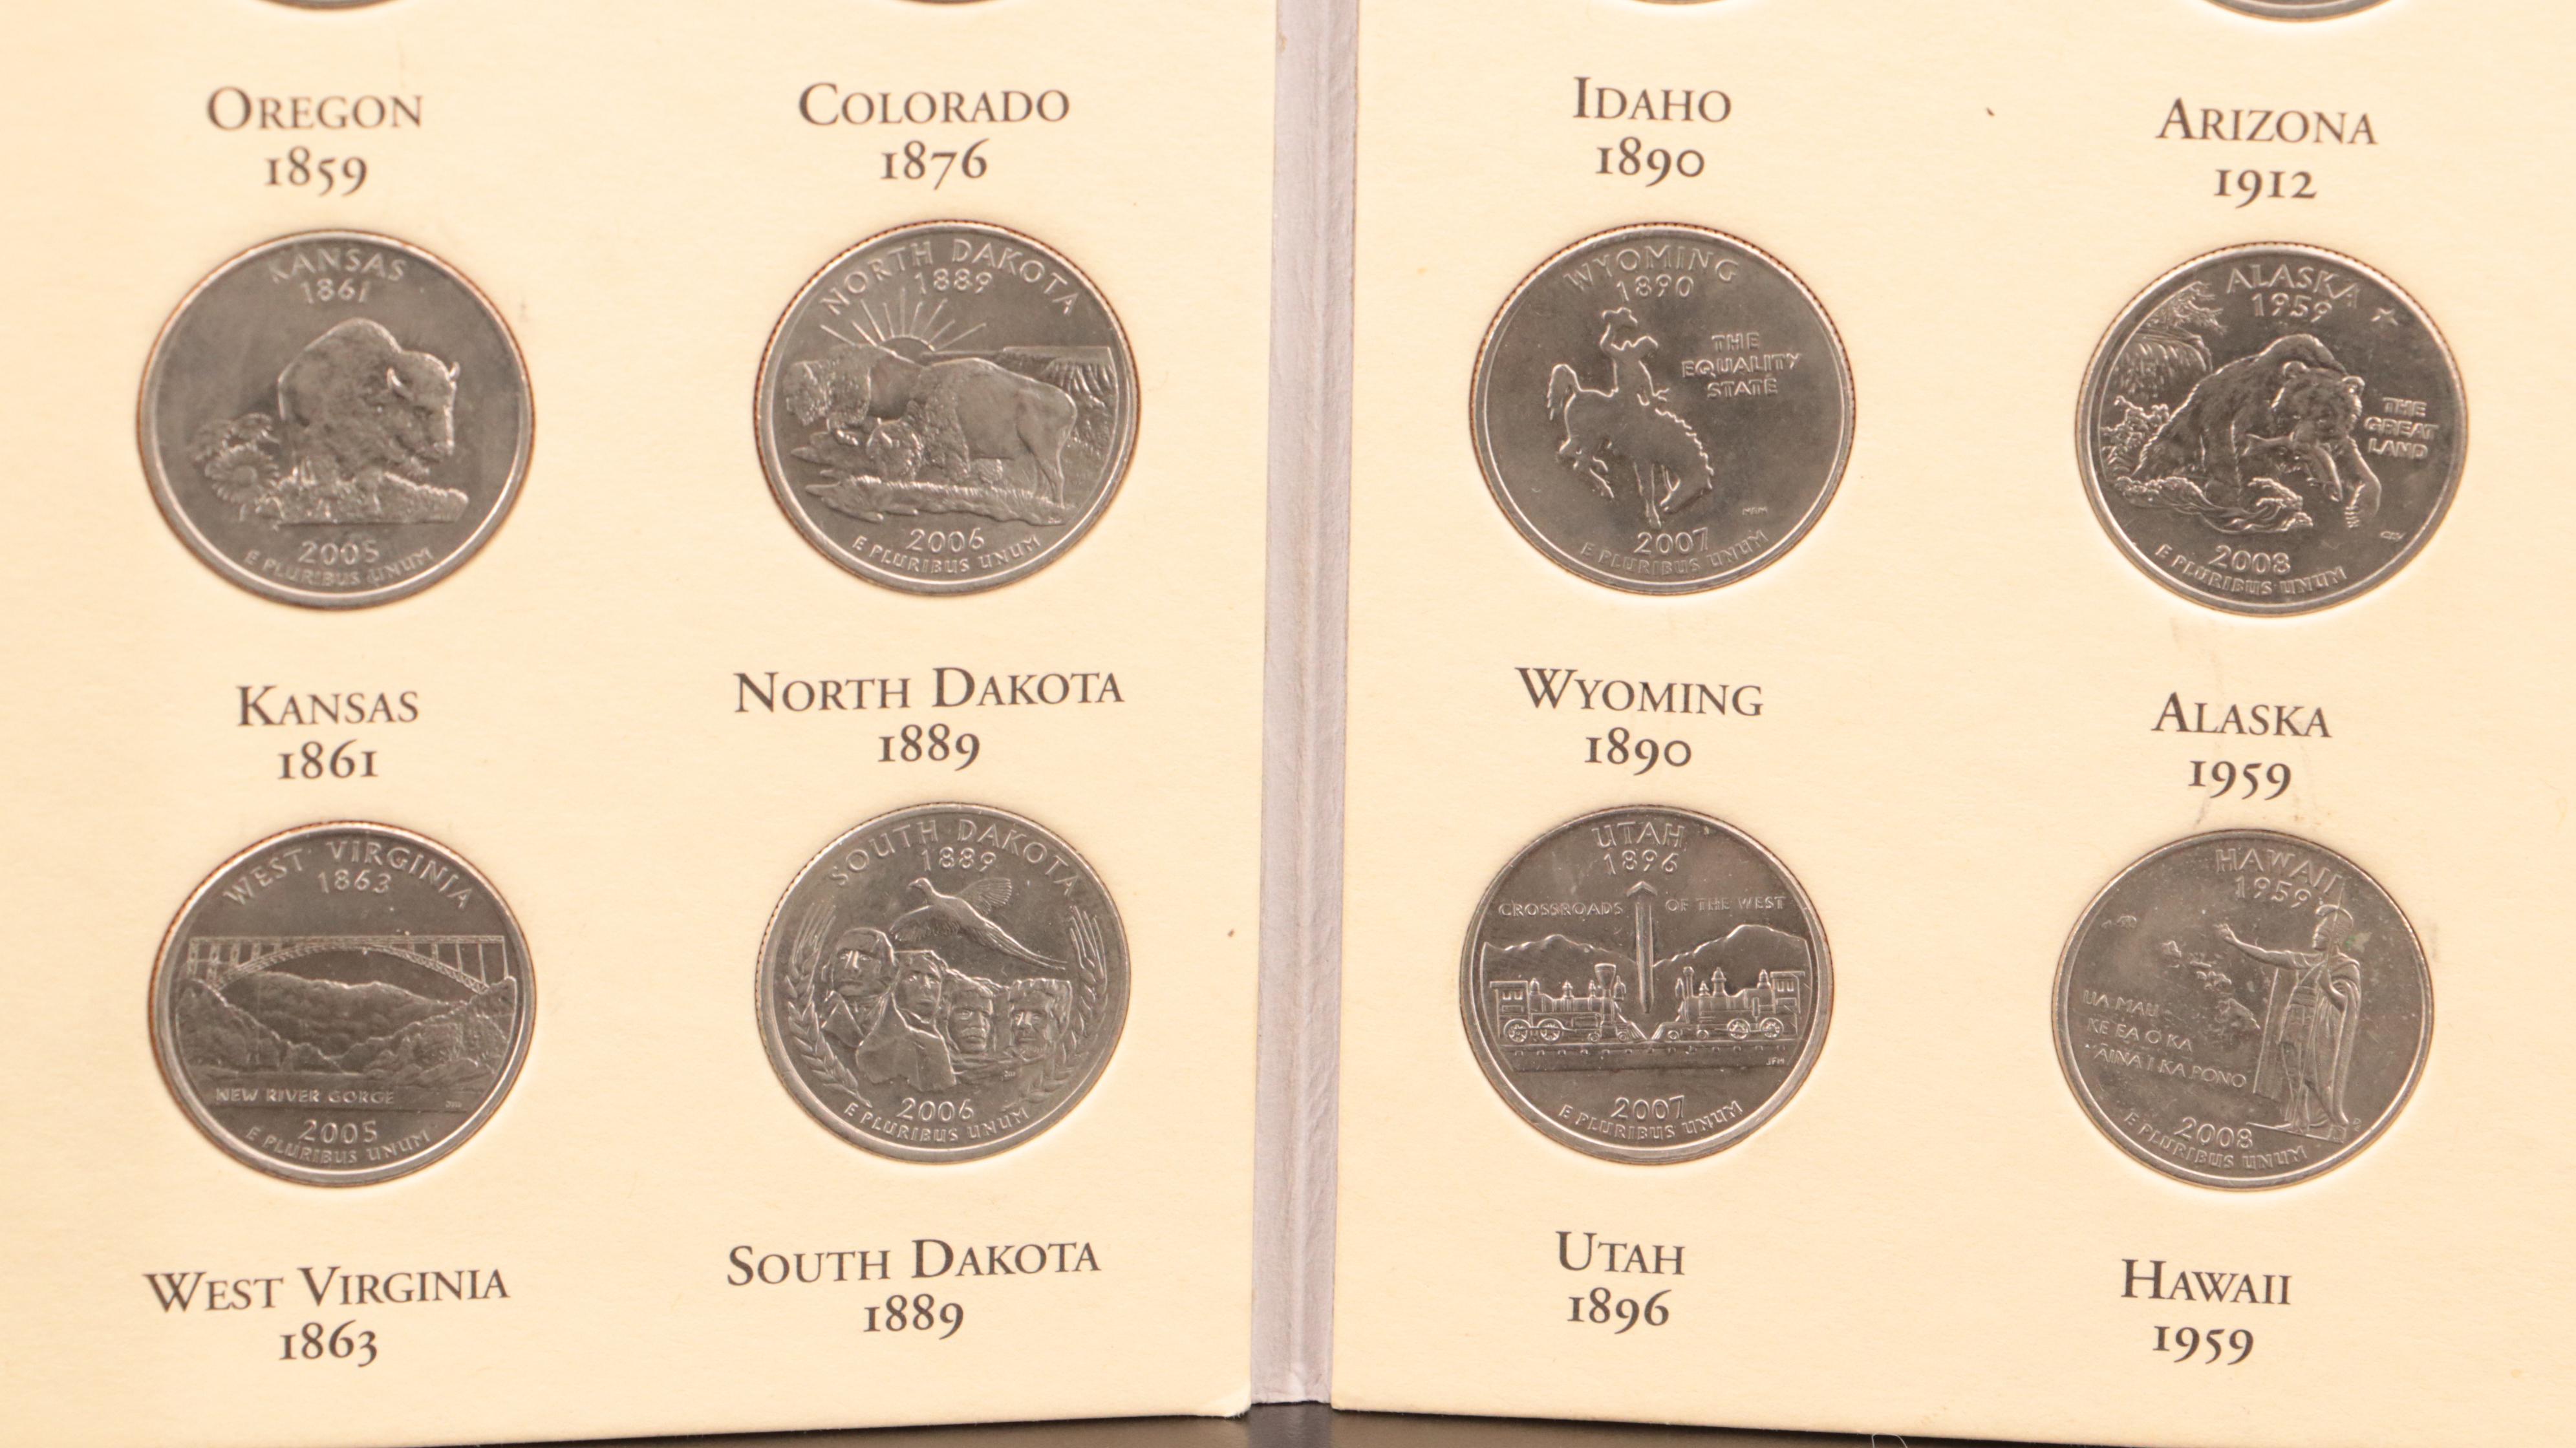 OREGON
1859
COLORADO
1876
IDAHO
1890
ARIZONA
1912
KANSAS
1861
2005
E PLURIBUS UNUM
NORTH DAKOTA
1889
2006
E PLURIBUS UNUM
WYOMING
1890
THE
EQUALITY
STATE
2007
E PLURIBUS UNUM
ALASKA
1959
THE
GREAT
LAND
2008
E PLURIBUS UNUM
KANSAS
1861
NORTH DAKOTA
1889
WYOMING
1890
ALASKA
1959
WEST VIRGINIA
1863
NEW RIVER GORGE
2005
E PLURIBUS UNUM
SOUTH DAKOTA
1889
2006
E PLURIBUS UNUM
UTAH
1896
CROSSROADS OF THE WEST
JFM
2007
E PLURIBUS UNUM
HAWAII
1959
UA MAU
KE EA O KA
'ĀINA I KA PONO
2008
E PLURIBUS UNUM
WEST VIRGINIA
1863
SOUTH DAKOTA
1889
UTAH
1896
HAWAII
1959